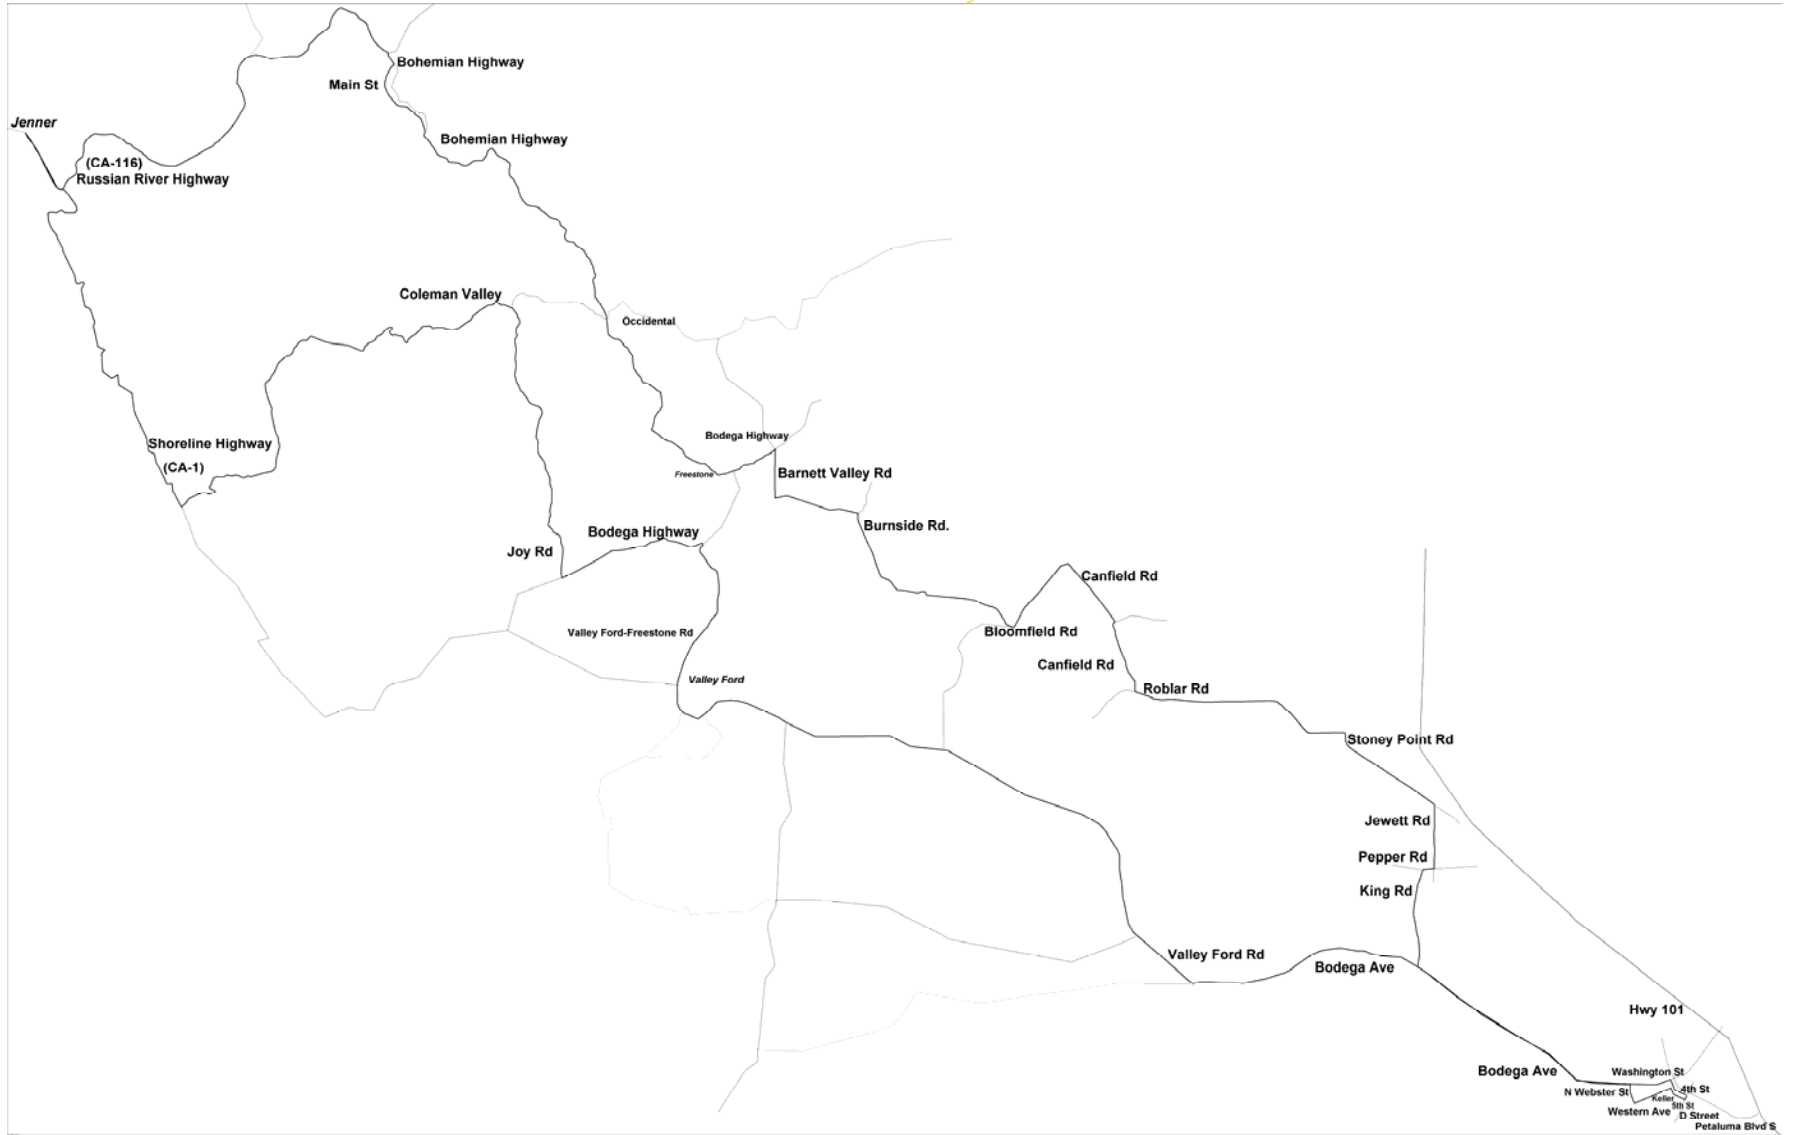 Bohemian Highway
Main St
Jenner
Bohemian Highway
(CA-116)
Russian River Highway
Coleman Valley
Occidental
Bodega Highway
Shoreline Highway
(CA-1)
Freestone
Barnett Valley Rd
Burnside Rd.
Bodega Highway
Joy Rd
Canfield Rd
Valley Ford-Freestone Rd
Bloomfield Rd
Canfield Rd
Valley Ford
Roblar Rd
Stoney Point Rd
Jewett Rd
Pepper Rd
King Rd
Valley Ford Rd
Bodega Ave
Hwy 101
Bodega Ave
Washington St
N Webster St
4th St
Keller
5th St
Western Ave
D Street
Petaluma Blvd S